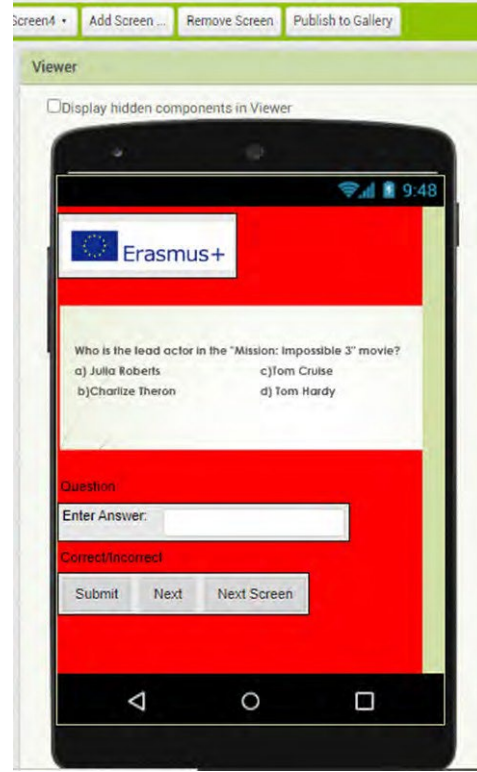 Screen4 Add Screen ... Remove Screen Publish to Gallery
Viewer
Display hidden components in Viewer
9:48
Erasmus+
Who is the lead actor in the "Mission: Impossible 3" movie?
a) Julia Roberts c)Tom Cruise
b)Charlize Theron d) Tom Hardy
Question
Enter Answer:
Correct/Incorrect
Submit Next Next Screen